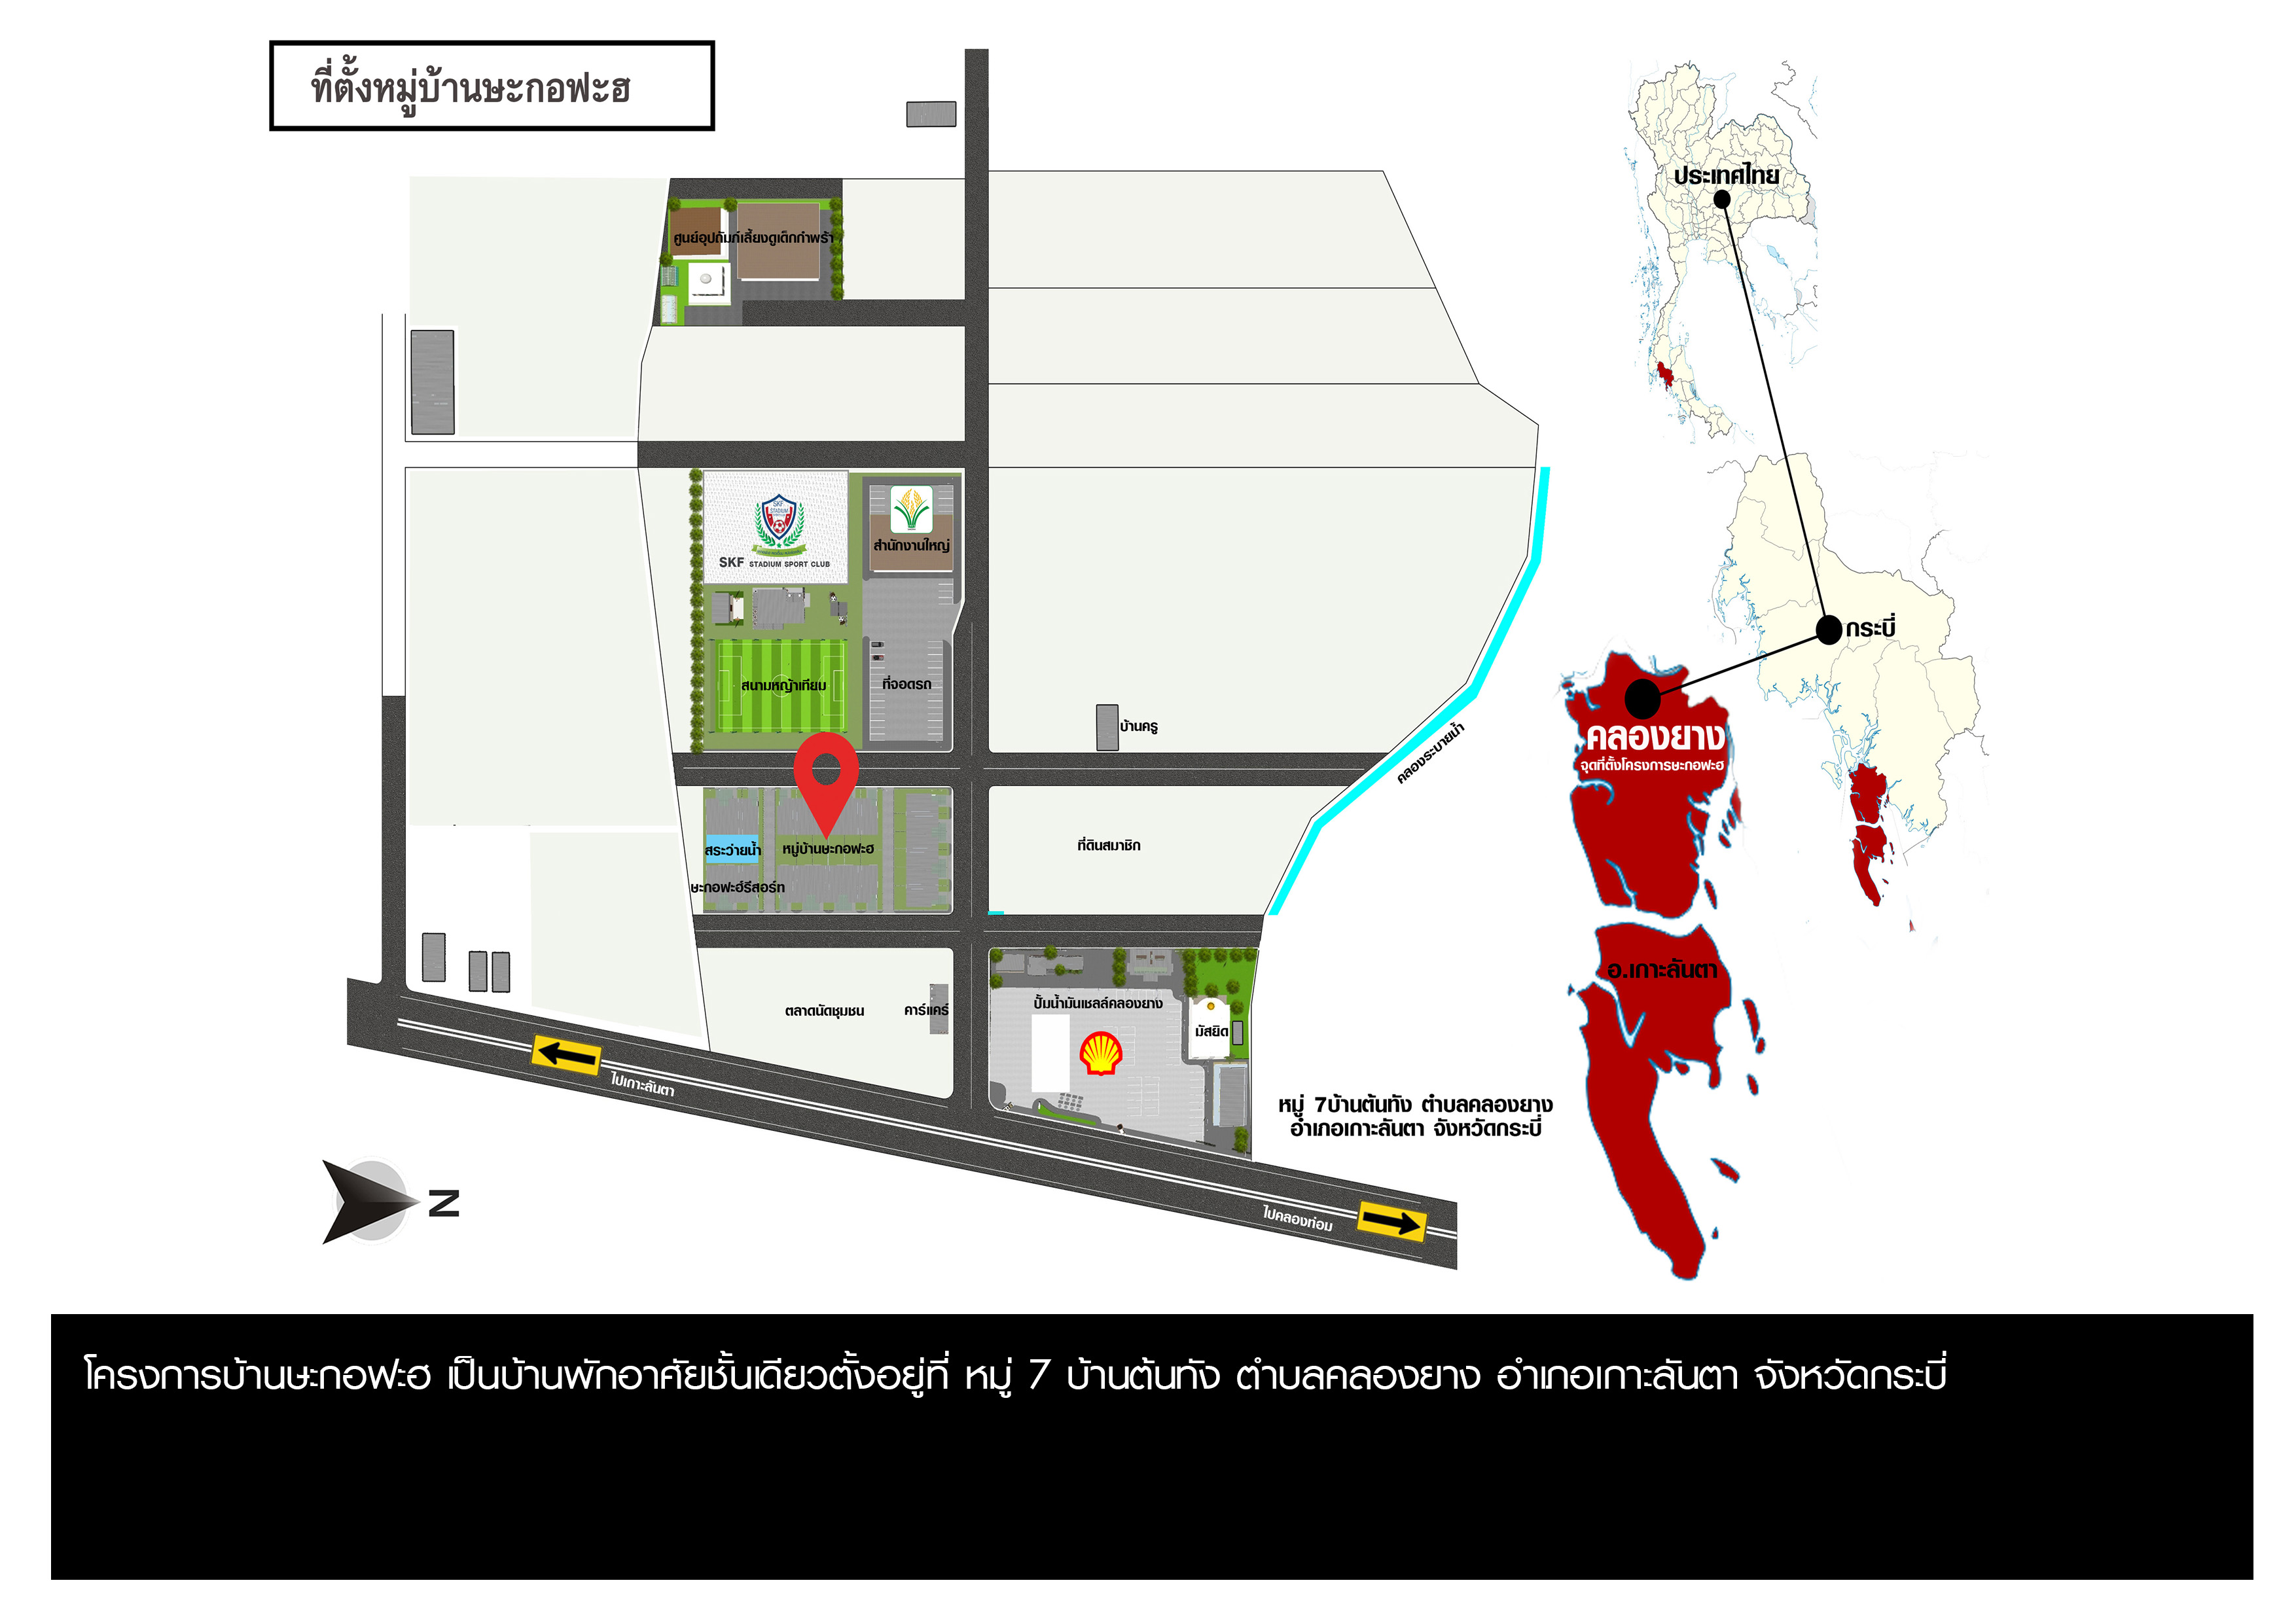 ที่ตั้งหมู่บ้านษะกอฟะฮ
ประเทศไทย
ศูนย์อุปถัมภ์เลี้ยงดูเด็กกำพร้า
SKF
STADIUM
SKF STADIUM SPORT CLUB
สำนักงานใหญ่
สนามหญ้าเทียม
ที่จอดรถ
บ้านครู
คลองระบายน้ำ
กระบี่
คลองยาง
จุดที่ตั้งโครงการษะกอฟะฮ
สระว่ายน้ำ
หมู่บ้านษะกอฟะฮ
ษะกอฟะฮ์รีสอร์ท
ที่ดินสมาชิก
อ.เกาะลันตา
ตลาดนัดชุมชน
คาร์แคร์
ปั๊มน้ำมันเชลล์คลองยาง
มัสยิด
ไปเกาะลันตา
หมู่ 7บ้านต้นทัง ตำบลคลองยาง
อำเภอเกาะลันตา จังหวัดกระบี่
ไปคลองท่อม
N
โครงการบ้านษะกอฟะฮ เป็นบ้านพักอาศัยชั้นเดียวตั้งอยู่ที่ หมู่ 7 บ้านต้นทัง ตำบลคลองยาง อำเภอเกาะลันตา จังหวัดกระบี่